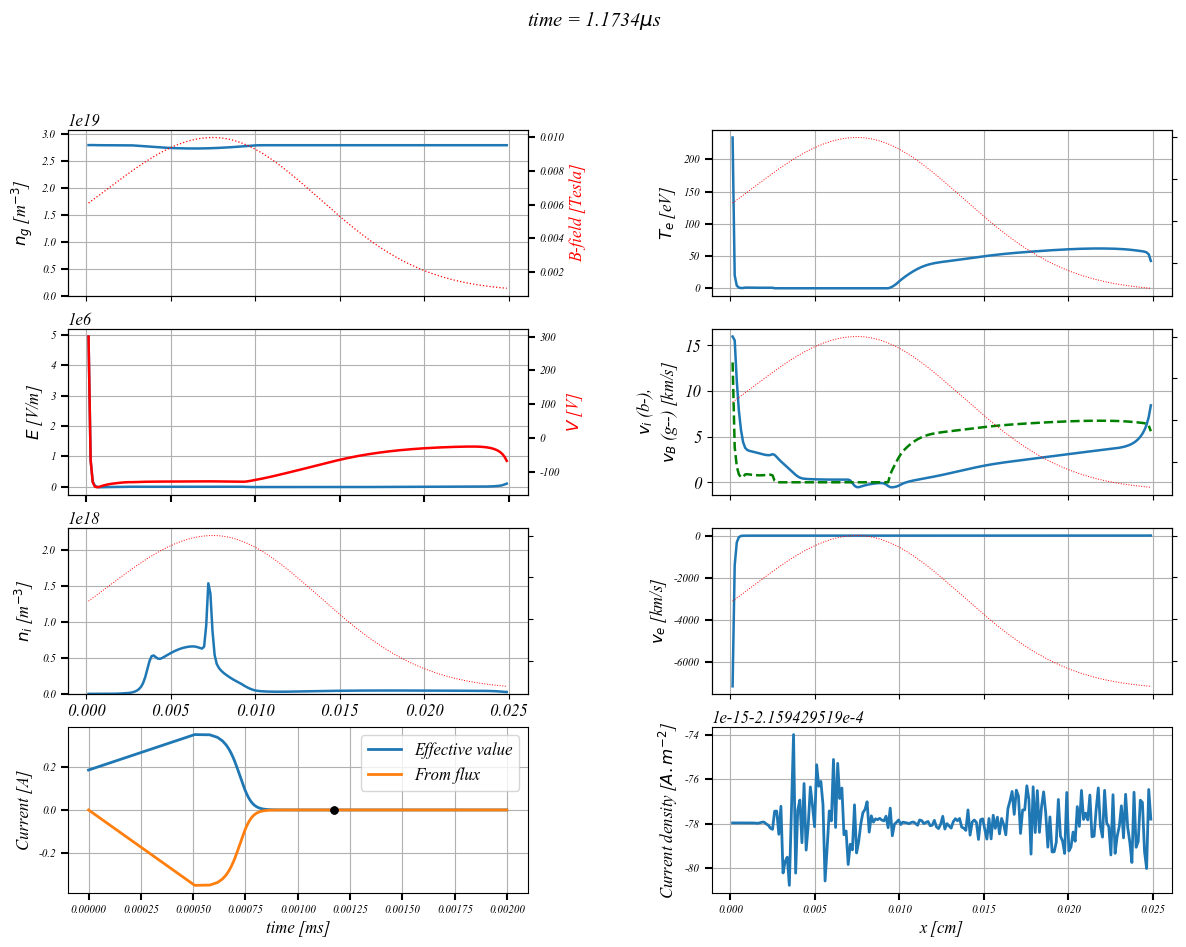 time = 1.1734μs
1e19
3.0
2.5
2.0
1.5
1.0
0.5
0.0
n_g [m^{-3}]
0.010
0.008
0.006
0.004
0.002
B-field [Tesla]
200
150
100
50
0
T_e [eV]
1e6
5
4
3
2
1
0
E [V/m]
300
200
100
0
-100
V [V]
15
10
5
0
v_i (b-),
v_B (g--) [km/s]
1e18
2.0
1.5
1.0
0.5
0.0
n_i [m^{-3}]
0.000 0.005 0.010 0.015 0.020 0.025
0
-2000
-4000
-6000
v_e [km/s]
0.2
0.0
-0.2
Current [A]
Effective value
From flux
0.00000 0.00025 0.00050 0.00075 0.00100 0.00125 0.00150 0.00175 0.00200
time [ms]
1e-15-2.159429519e-4
-74
-76
-78
-80
Current density [A.m^{-2}]
0.000 0.005 0.010 0.015 0.020 0.025
x [cm]